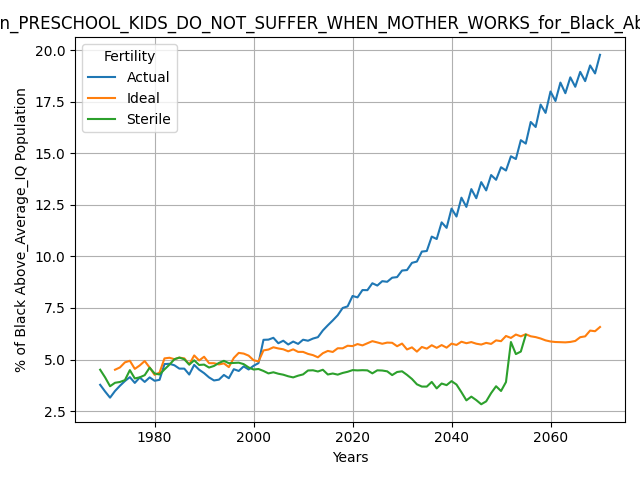 n_PRESCHOOL_KIDS_DO_NOT_SUFFER_WHEN_MOTHER_WORKS_for_Black_Ab
Fertility
Actual
Ideal
Sterile
% of Black Above_Average_IQ Population
20.0
17.5
15.0
12.5
10.0
7.5
5.0
2.5
1980 2000 2020 2040 2060
Years